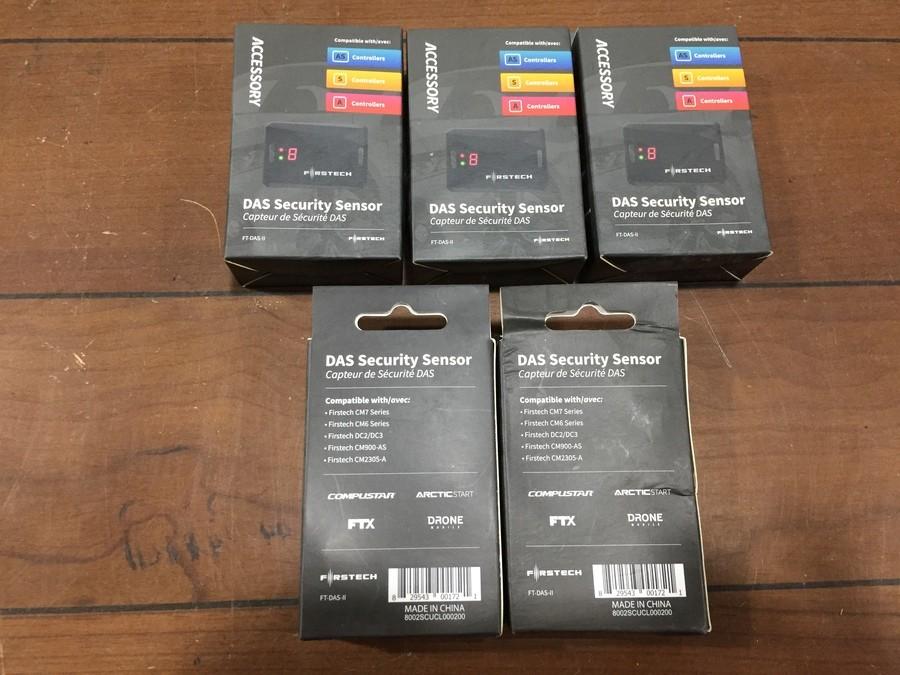 ACCESSORY
Compatible with/avec:
AS Controllers
S Controllers
A Controllers
8
FIRSTECH
DAS Security Sensor
Capteur de Sécurité DAS
FT-DAS-II
FIRSTECH
ACCESSORY
Compatible with/avec:
AS Controllers
S Controllers
A Controllers
8
FIRSTECH
DAS Security Sensor
Capteur de Sécurité DAS
FT-DAS-II
FIRSTECH
ACCESSORY
Compatible with/avec:
AS Controllers
S Controllers
A Controllers
8
FIRSTECH
DAS Security Sensor
Capteur de Sécurité DAS
FT-DAS-II
FIRSTECH
DAS Security Sensor
Capteur de Sécurité DAS
Compatible with/avec:
• Firstech CM7 Series
• Firstech CM6 Series
• Firstech DC2/DC3
• Firstech CM900-AS
• Firstech CM2305-A
COMPUSTAR ARCTICSTART
FTX DRONE MOBILE
FIRSTECH
FT-DAS-II
8 29543 00172 1
MADE IN CHINA
8002SCUCL000200
DAS Security Sensor
Capteur de Sécurité DAS
Compatible with/avec:
• Firstech CM7 Series
• Firstech CM6 Series
• Firstech DC2/DC3
• Firstech CM900-AS
• Firstech CM2305-A
COMPUSTAR ARCTICSTART
FTX DRONE MOBILE
FIRSTECH
FT-DAS-II
8 29543 00172 1
MADE IN CHINA
8002SCUCL000200